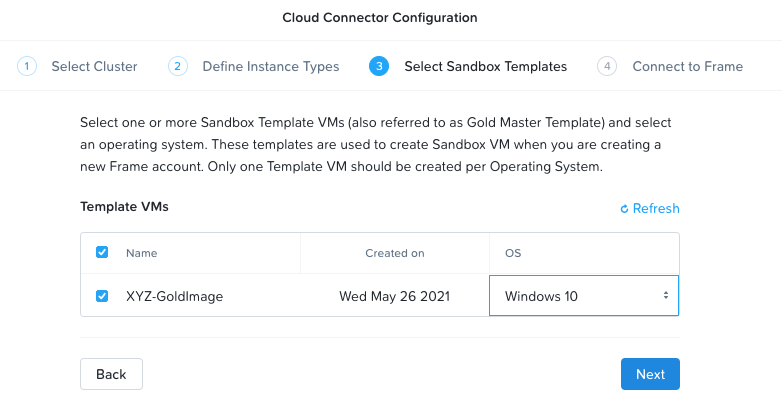 Cloud Connector Configuration
1 Select Cluster 2 Define Instance Types 3 Select Sandbox Templates 4 Connect to Frame
Select one or more Sandbox Template VMs (also referred to as Gold Master Template) and select
an operating system. These templates are used to create Sandbox VM when you are creating a
new Frame account. Only one Template VM should be created per Operating System.
Template VMs
Refresh
Name Created on OS
XYZ-GoldImage Wed May 26 2021 Windows 10
Back Next